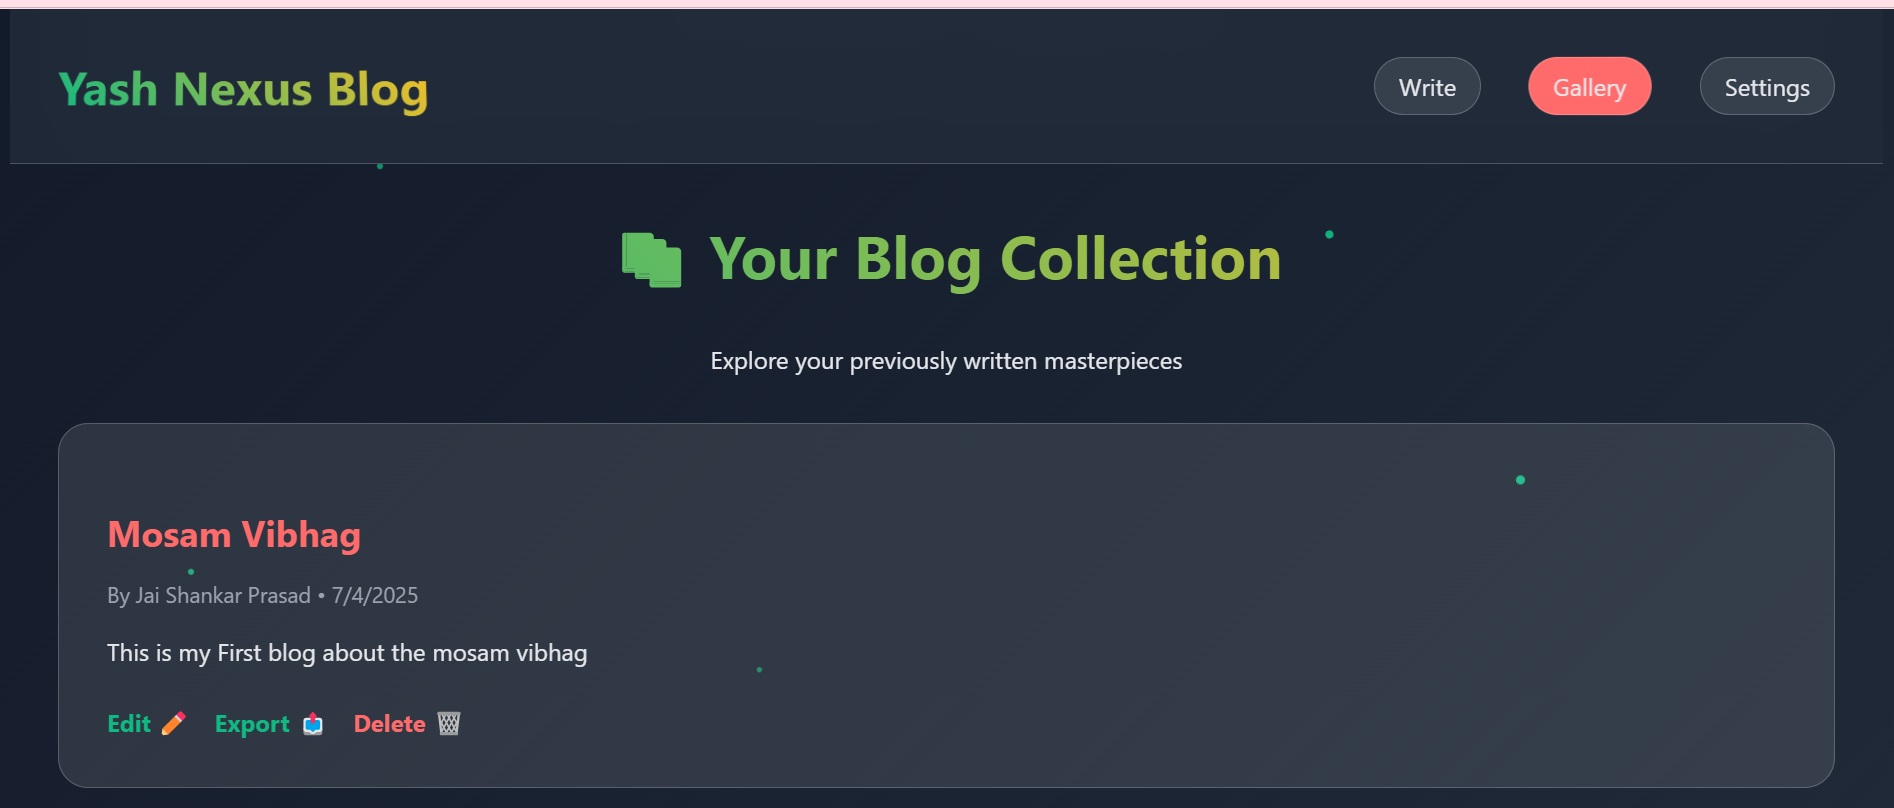 Yash Nexus Blog
Write
Gallery
Settings
Your Blog Collection
Explore your previously written masterpieces
Mosam Vibhag
By Jai Shankar Prasad • 7/4/2025
This is my First blog about the mosam vibhag
Edit Export Delete